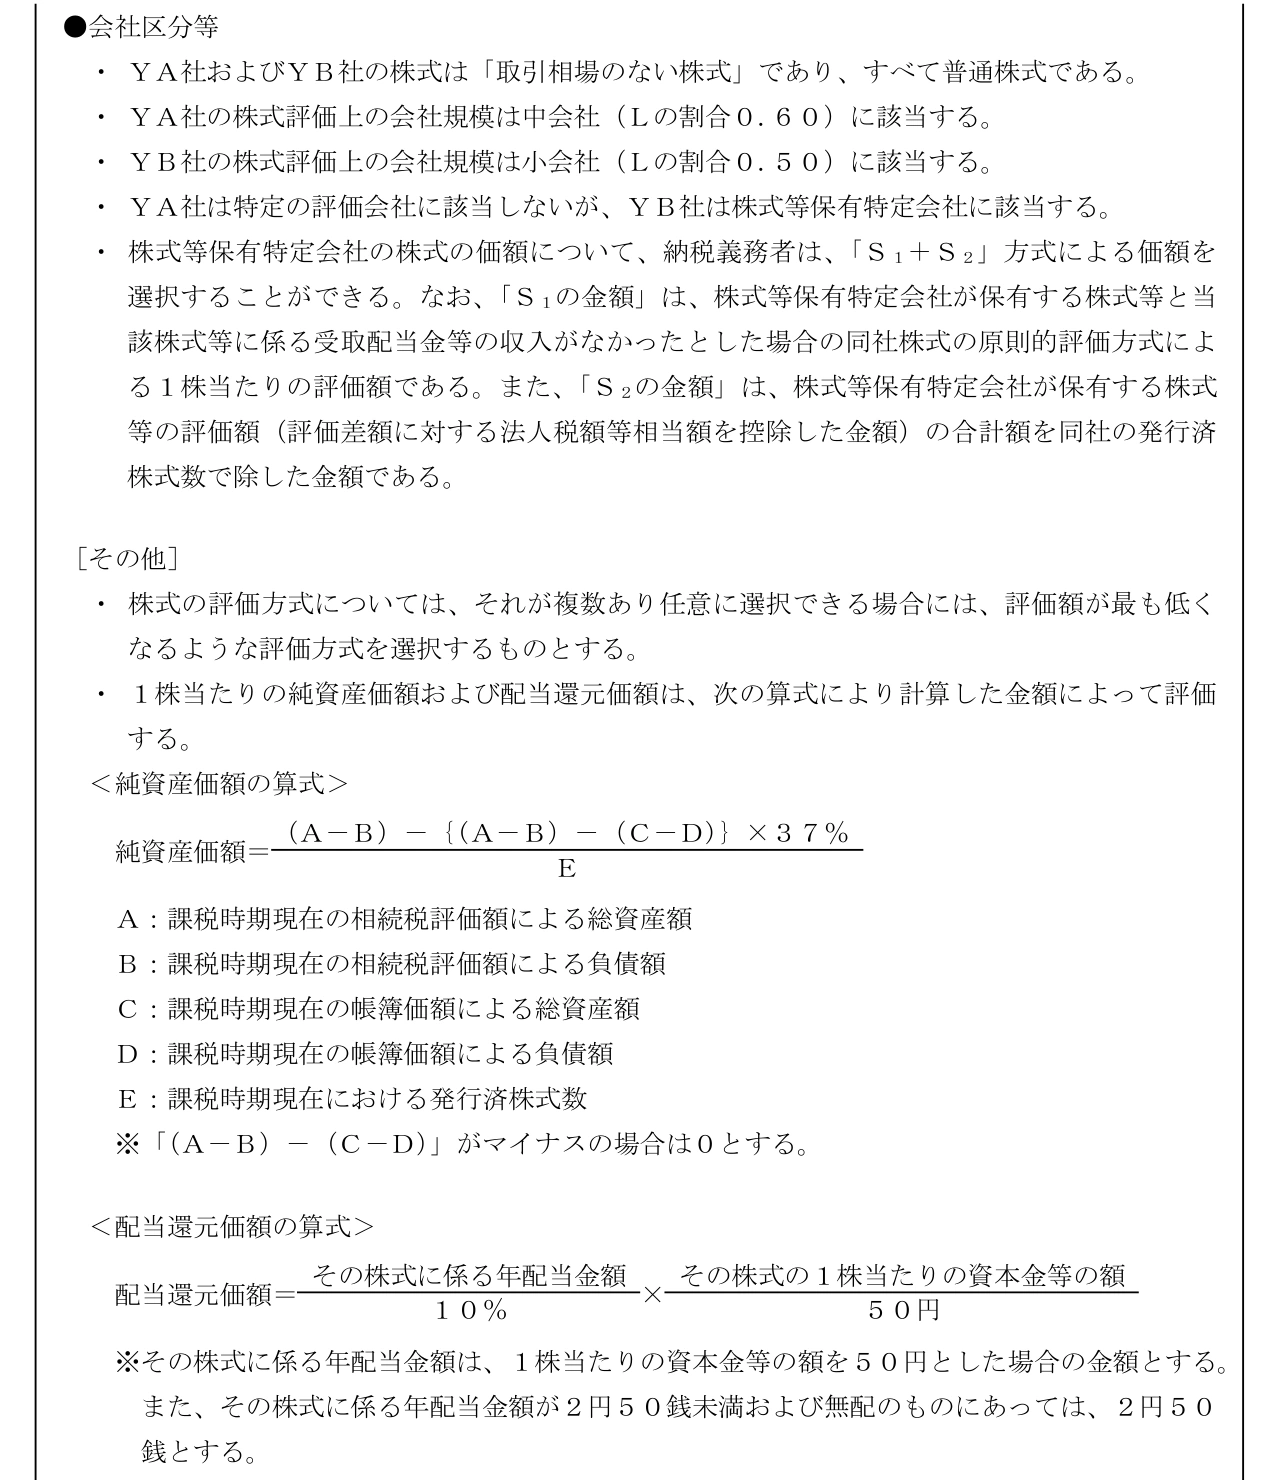 ●会社区分等
・ ＹＡ社およびＹＢ社の株式は「取引相場のない株式」であり、すべて普通株式である。
・ ＹＡ社の株式評価上の会社規模は中会社（Ｌの割合０.６０）に該当する。
・ ＹＢ社の株式評価上の会社規模は小会社（Ｌの割合０.５０）に該当する。
・ ＹＡ社は特定の評価会社に該当しないが、ＹＢ社は株式等保有特定会社に該当する。
・ 株式等保有特定会社の株式の価額について、納税義務者は、「Ｓ₁＋Ｓ₂」方式による価額を
選択することができる。なお、「Ｓ₁の金額」は、株式等保有特定会社が保有する株式等と当
該株式等に係る受取配当金等の収入がなかったとした場合の同社株式の原則的評価方式によ
る１株当たりの評価額である。また、「Ｓ₂の金額」は、株式等保有特定会社が保有する株式
等の評価額（評価差額に対する法人税額等相当額を控除した金額）の合計額を同社の発行済
株式数で除した金額である。
［その他］
・ 株式の評価方式については、それが複数あり任意に選択できる場合には、評価額が最も低く
なるような評価方式を選択するものとする。
・ １株当たりの純資産価額および配当還元価額は、次の算式により計算した金額によって評価
する。
＜純資産価額の算式＞
（Ａ－Ｂ）－｛（Ａ－Ｂ）－（Ｃ－Ｄ）｝×３７％
純資産価額＝
Ｅ
Ａ：課税時期現在の相続税評価額による総資産額
Ｂ：課税時期現在の相続税評価額による負債額
Ｃ：課税時期現在の帳簿価額による総資産額
Ｄ：課税時期現在の帳簿価額による負債額
Ｅ：課税時期現在における発行済株式数
※「（Ａ－Ｂ）－（Ｃ－Ｄ）」がマイナスの場合は０とする。
＜配当還元価額の算式＞
その株式に係る年配当金額 その株式の１株当たりの資本金等の額
配当還元価額＝ ×
１０％ ５０円
※その株式に係る年配当金額は、１株当たりの資本金等の額を５０円とした場合の金額とする。
また、その株式に係る年配当金額が２円５０銭未満および無配のものにあっては、２円５０
銭とする。